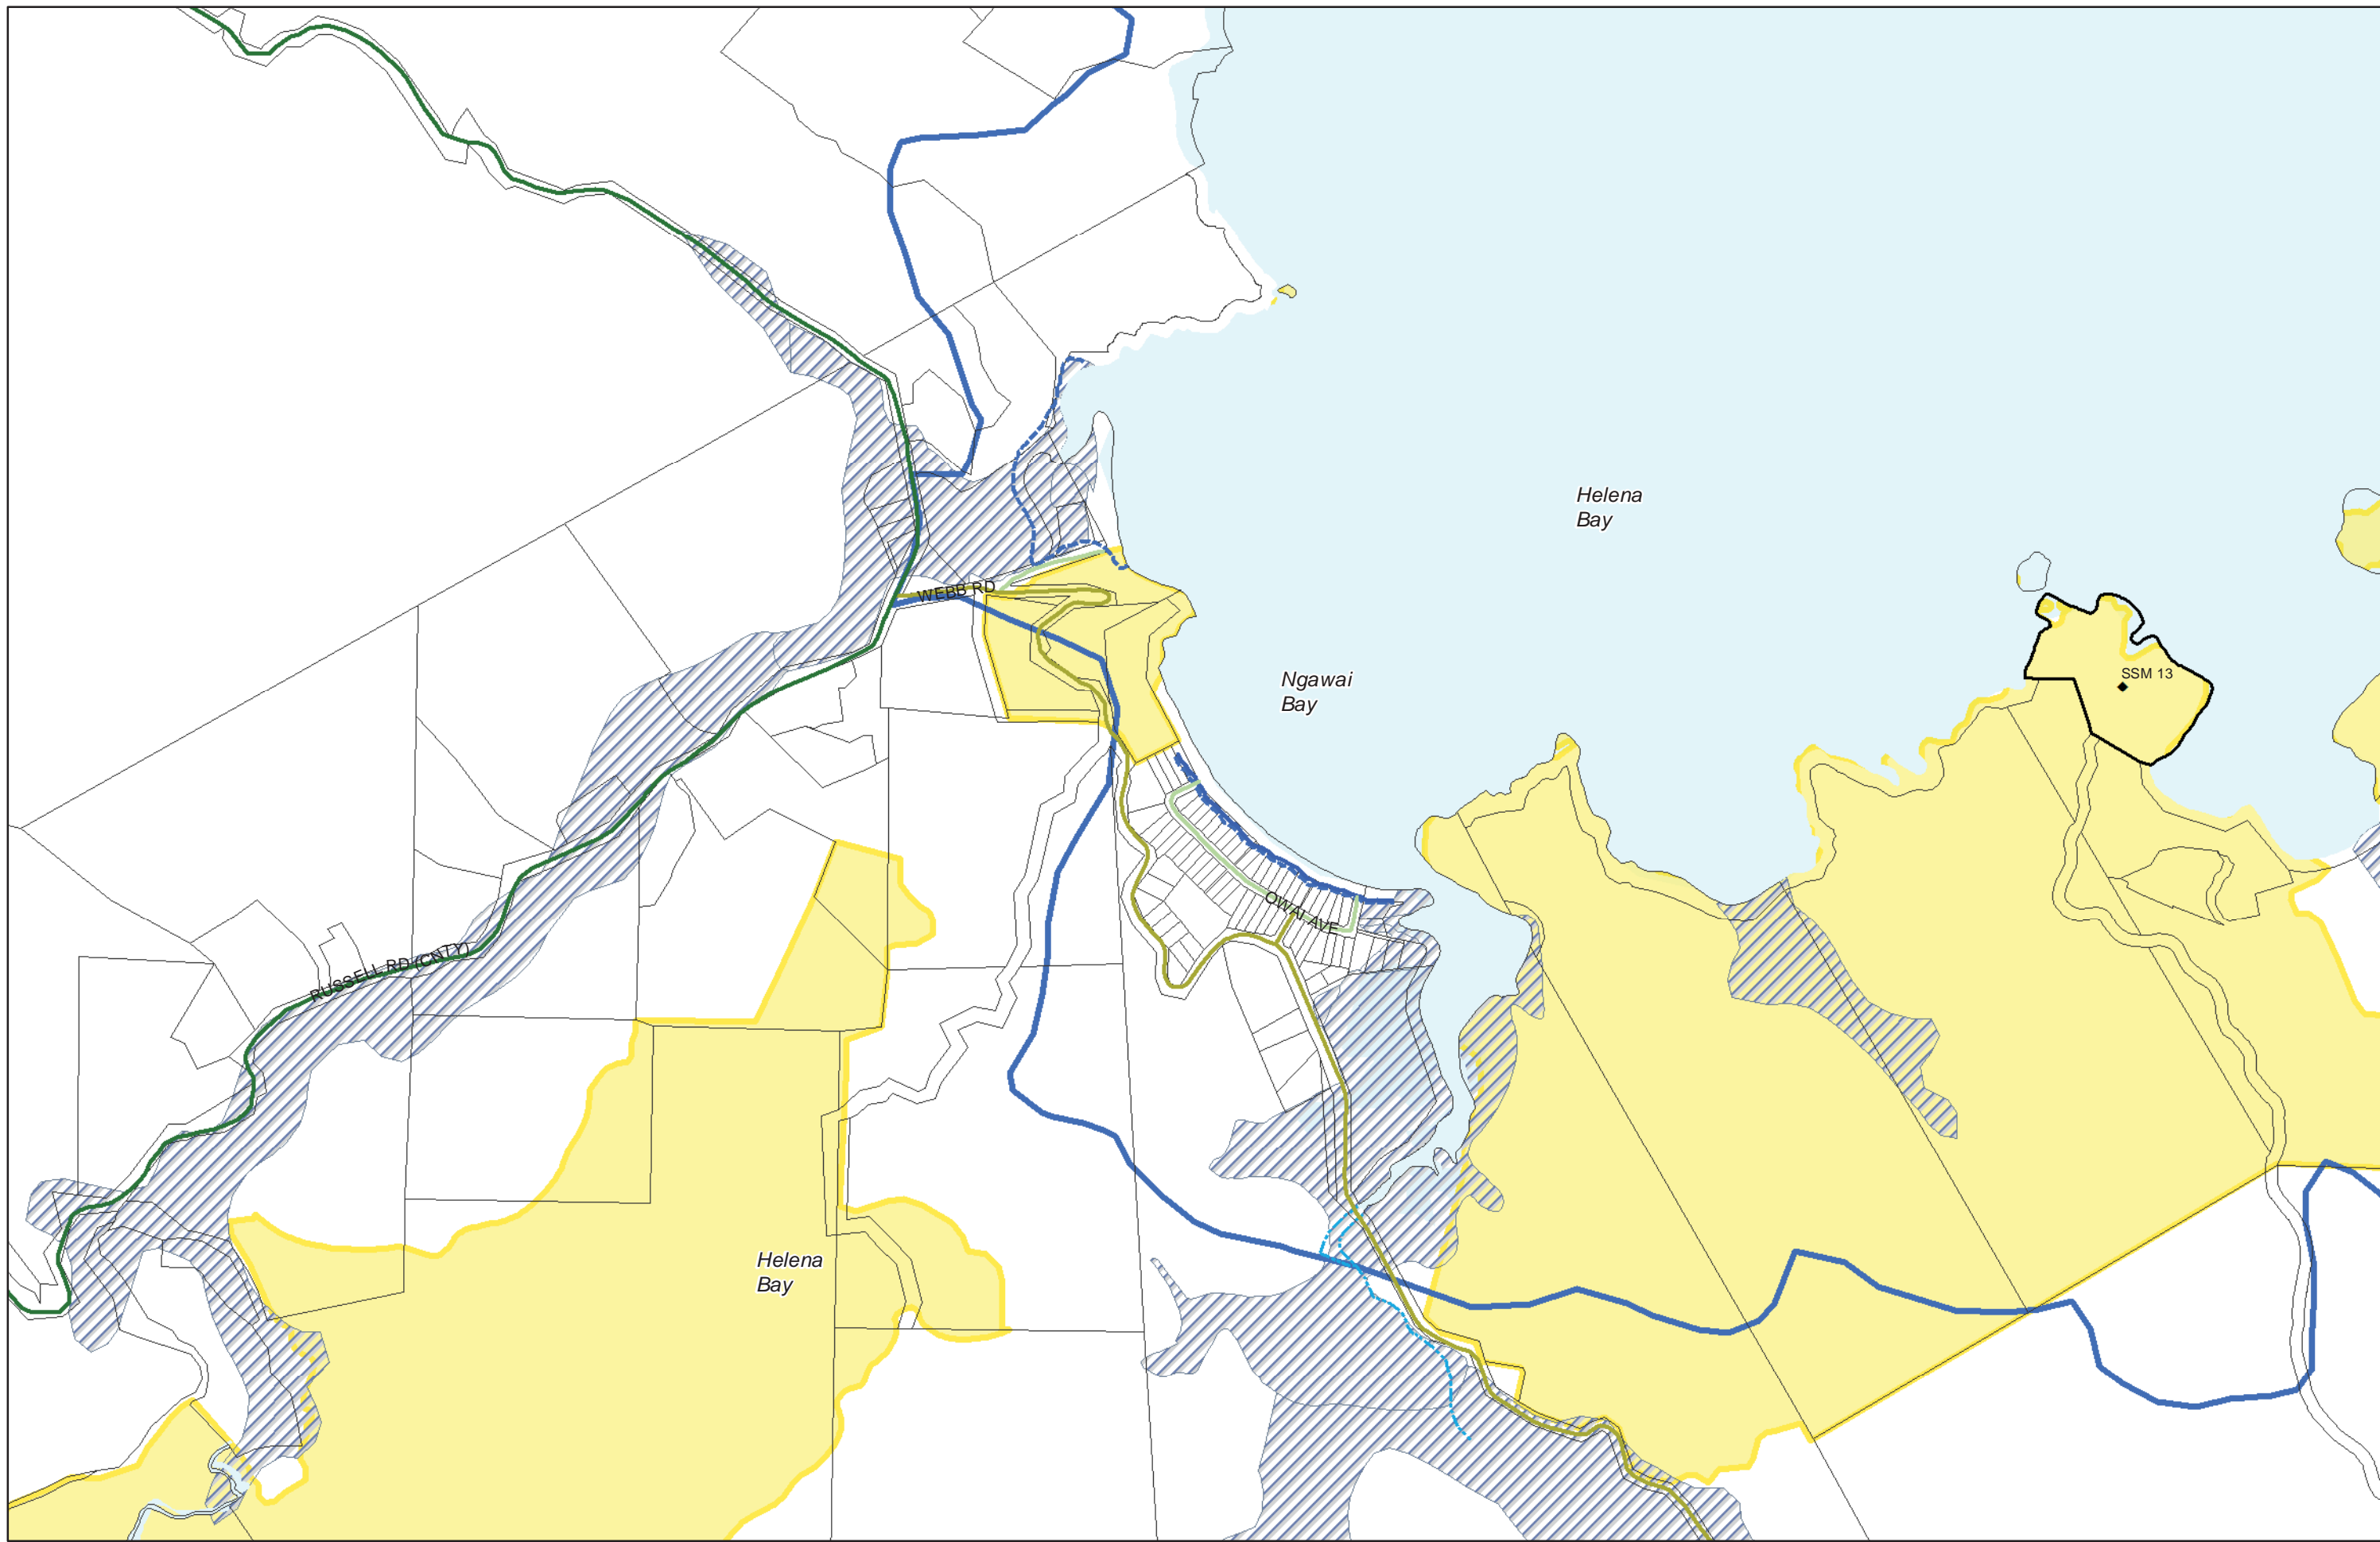 Helena
Bay
WEBB RD
Ngawai
Bay
SSM 13
OWAI AVE
RUSSELL RD (CNTY)
Helena
Bay